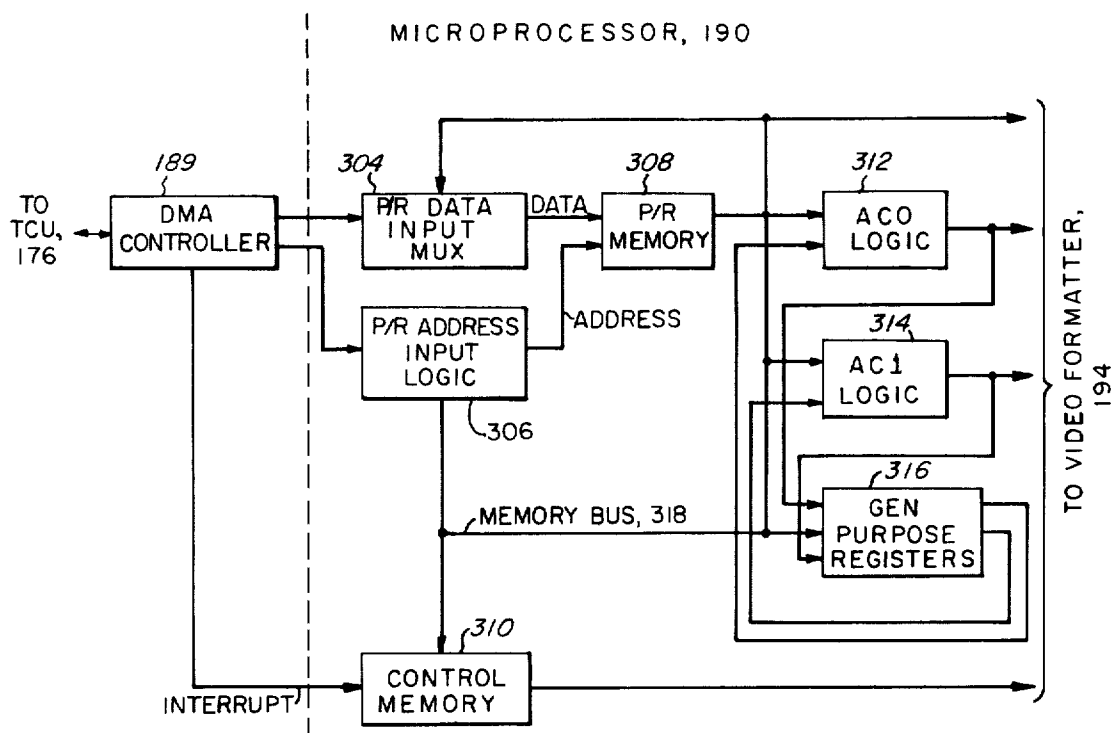 MICROPROCESSOR, 190
189
DMA
CONTROLLER
TO
TCU,
176
304
P/R DATA
INPUT
MUX
DATA
308
P/R
MEMORY
312
AC0
LOGIC
P/R ADDRESS
INPUT
LOGIC
306
ADDRESS
314
AC1
LOGIC
316
GEN
PURPOSE
REGISTERS
MEMORY BUS, 318
310
CONTROL
MEMORY
INTERRUPT
TO VIDEO FORMATTER,
194